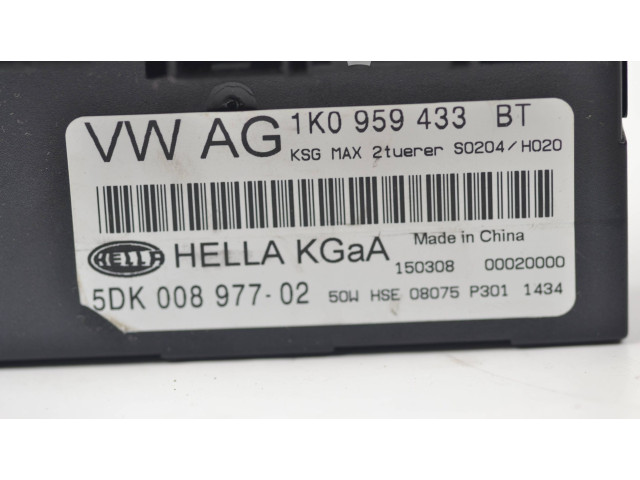 VW AG 1K0 959 433 BT
KSG MAX 2tuerer S0204/H020
HELLA HELLA KGaA Made in China
150308 00020000
5DK 008 977-02 50W HSE 08075 P301 1434